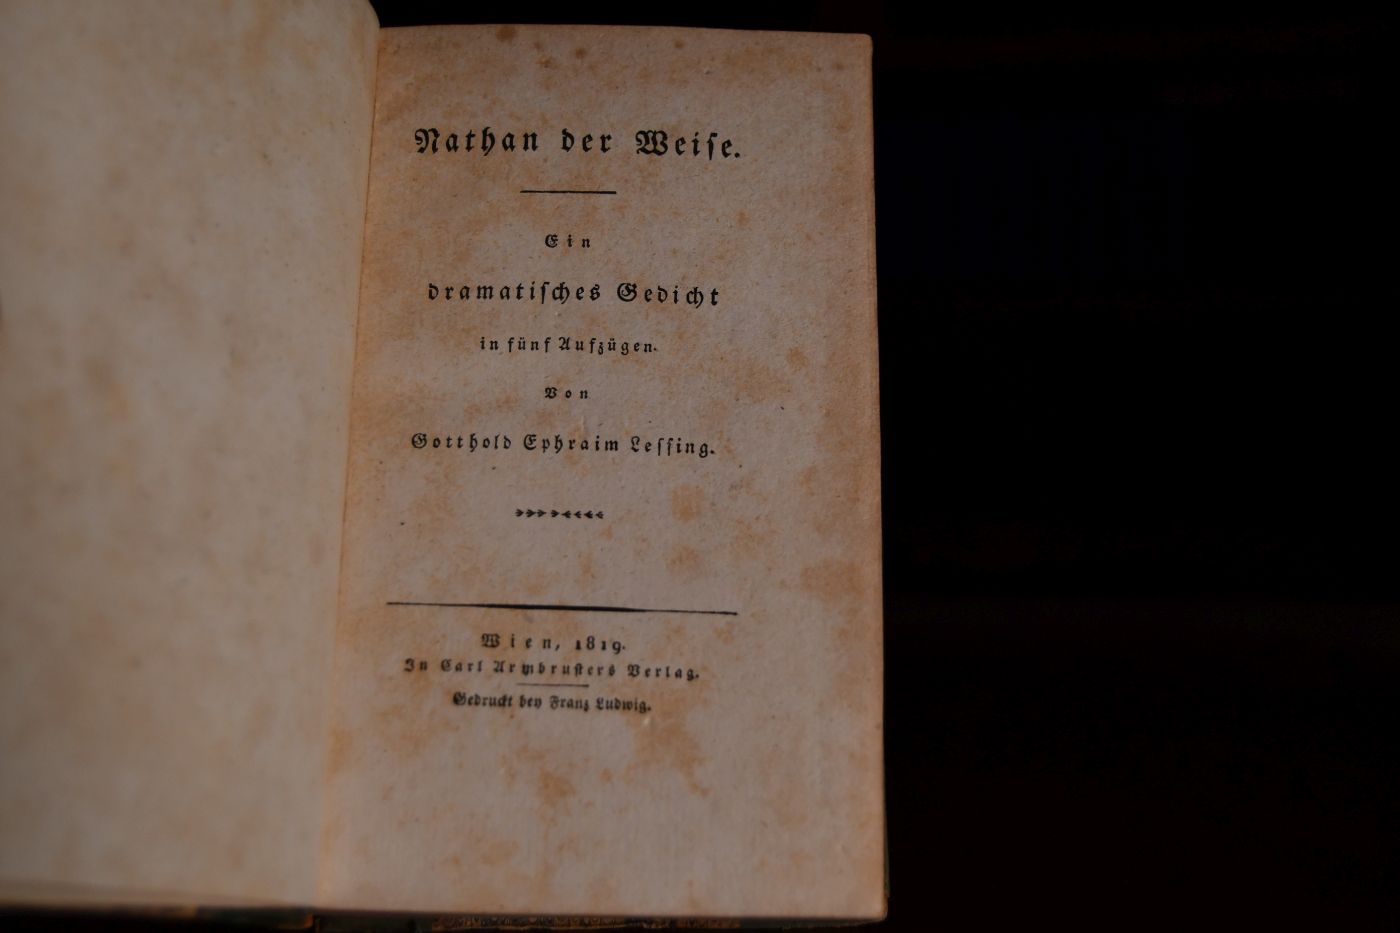 Nathan der Weiſe.
Ein
dramatiſches Gedicht
in fünf Aufzügen.
Von
Gotthold Ephraim Leſſing.
Wien, 1819.
In Carl Armbruſters Verlag.
Gedruckt bey Franz Ludwig.